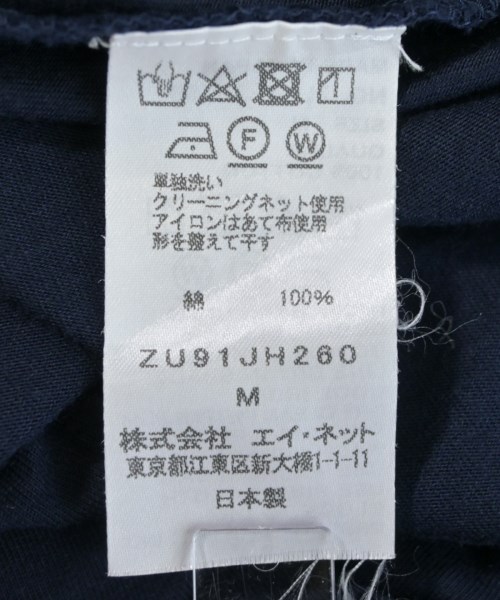 F W
単独洗い
クリーニングネット使用
アイロンはあて布使用
形を整えて干す
綿 100%
ZU91JH260
M
株式会社 エイ・ネット
東京都江東区新大橋1-1-11
日本製